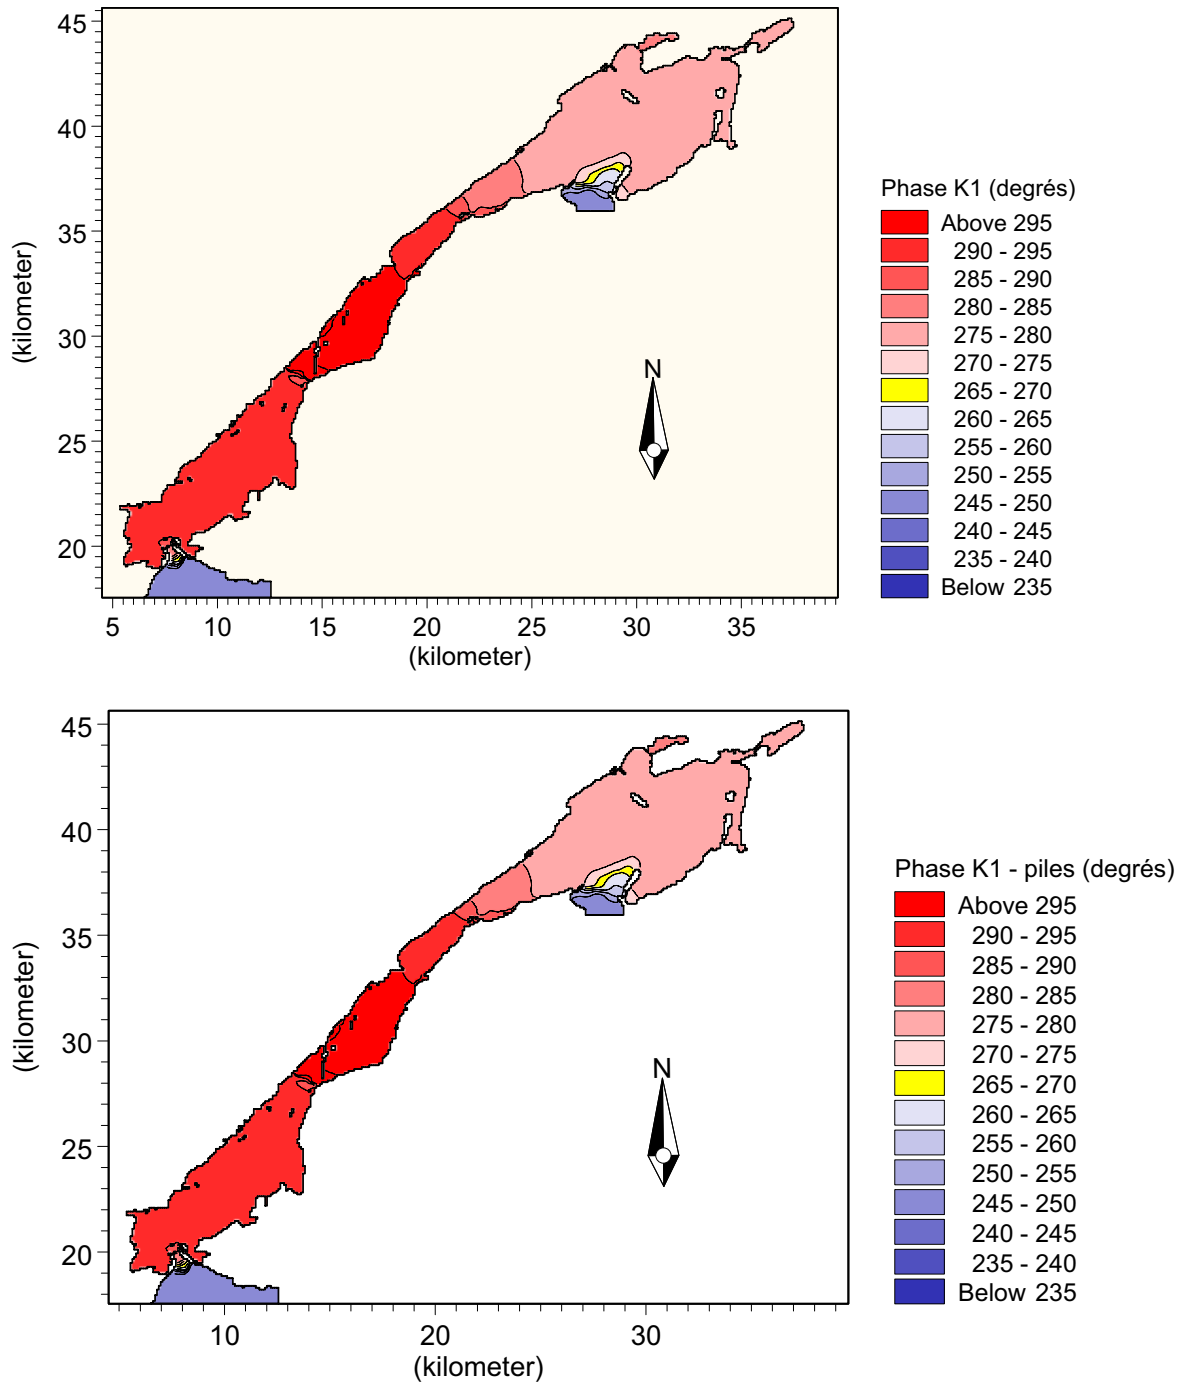 45
40
35
30
25
20
(kilometer)
5 10 15 20 25 30 35
(kilometer)
N
Phase K1 (degrés)
Above 295
290 - 295
285 - 290
280 - 285
275 - 280
270 - 275
265 - 270
260 - 265
255 - 260
250 - 255
245 - 250
240 - 245
235 - 240
Below 235
45
40
35
30
25
20
(kilometer)
10 20 30
(kilometer)
N
Phase K1 - piles (degrés)
Above 295
290 - 295
285 - 290
280 - 285
275 - 280
270 - 275
265 - 270
260 - 265
255 - 260
250 - 255
245 - 250
240 - 245
235 - 240
Below 235